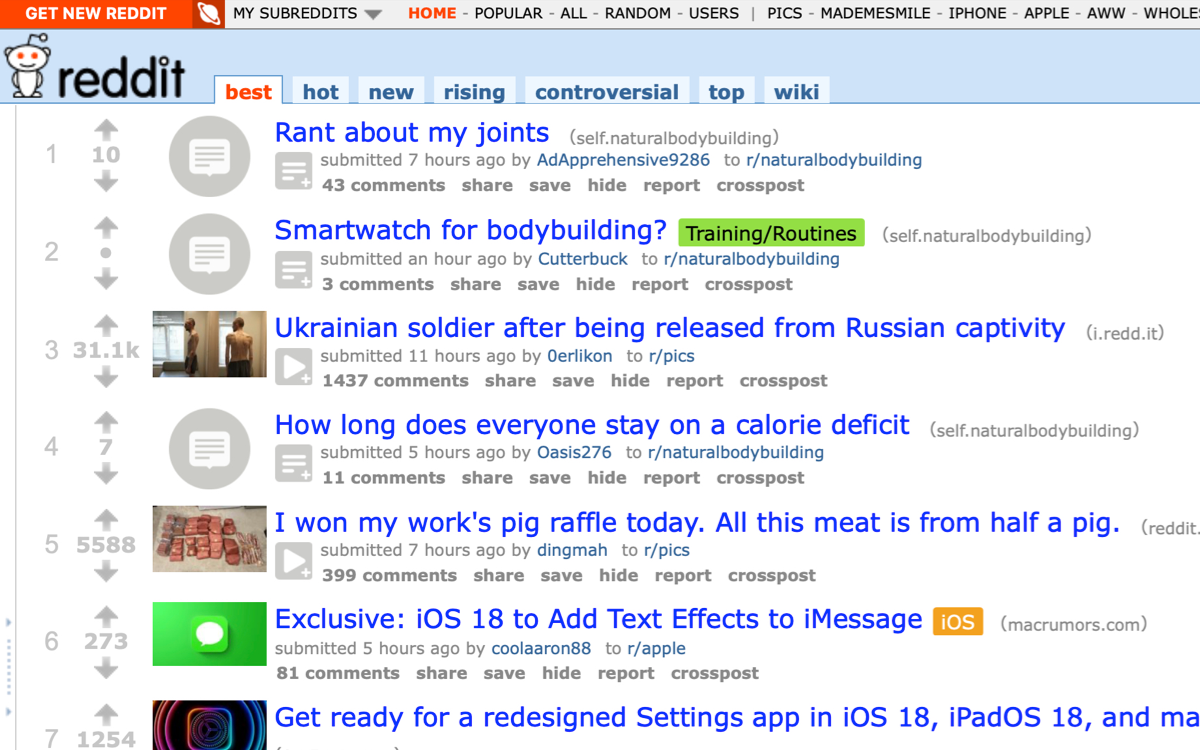 GET NEW REDDIT MY SUBREDDITS HOME - POPULAR - ALL - RANDOM - USERS | PICS - MADEMESMILE - IPHONE - APPLE - AWW - WHOLES
reddit best hot new rising controversial top wiki
1 10 Rant about my joints (self.naturalbodybuilding)
submitted 7 hours ago by AdApprehensive9286 to r/naturalbodybuilding
43 comments share save hide report crosspost
2 • Smartwatch for bodybuilding? Training/Routines (self.naturalbodybuilding)
submitted an hour ago by Cutterbuck to r/naturalbodybuilding
3 comments share save hide report crosspost
3 31.1k Ukrainian soldier after being released from Russian captivity (i.redd.it)
submitted 11 hours ago by 0erlikon to r/pics
1437 comments share save hide report crosspost
4 7 How long does everyone stay on a calorie deficit (self.naturalbodybuilding)
submitted 5 hours ago by Oasis276 to r/naturalbodybuilding
11 comments share save hide report crosspost
5 5588 I won my work's pig raffle today. All this meat is from half a pig. (reddit.
submitted 7 hours ago by dingmah to r/pics
399 comments share save hide report crosspost
6 273 Exclusive: iOS 18 to Add Text Effects to iMessage iOS (macrumors.com)
submitted 5 hours ago by coolaaron88 to r/apple
81 comments share save hide report crosspost
7 1254 Get ready for a redesigned Settings app in iOS 18, iPadOS 18, and ma